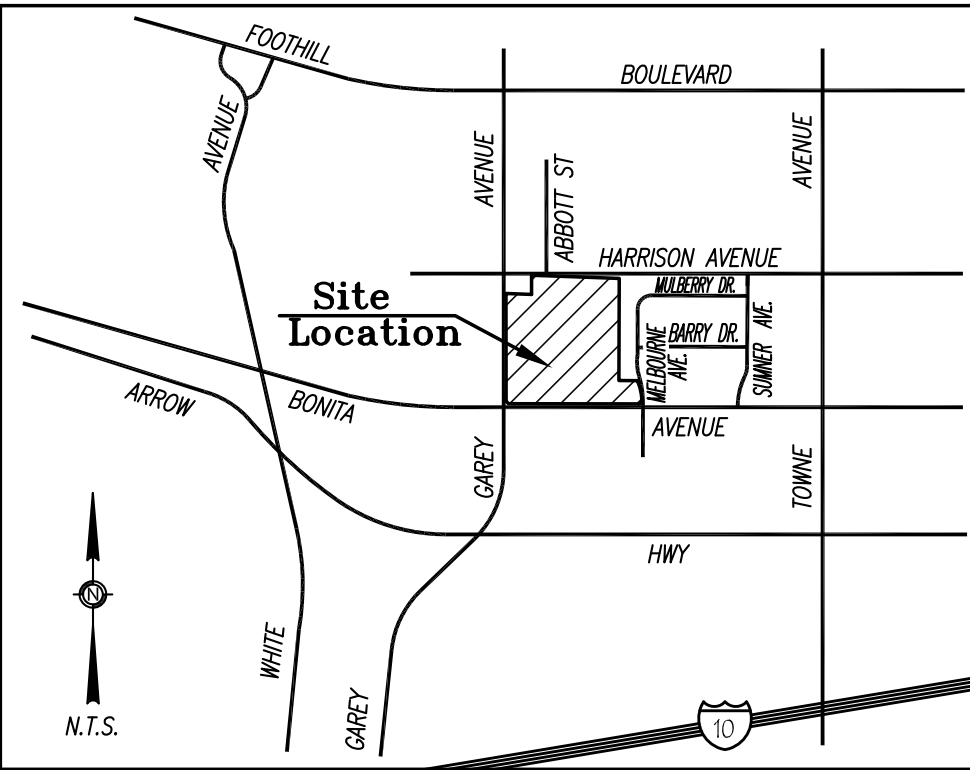 FOOTHILL
BOULEVARD
AVENUE
AVENUE
AVENUE
ABBOTT ST
HARRISON AVENUE
MULBERRY DR.
Site
Location
BARRY DR.
MELBOURNE
AVE.
SUMNER AVE.
ARROW
BONITA
AVENUE
GAREY
TOWNE
HWY
N
WHITE
GAREY
N.T.S.
10